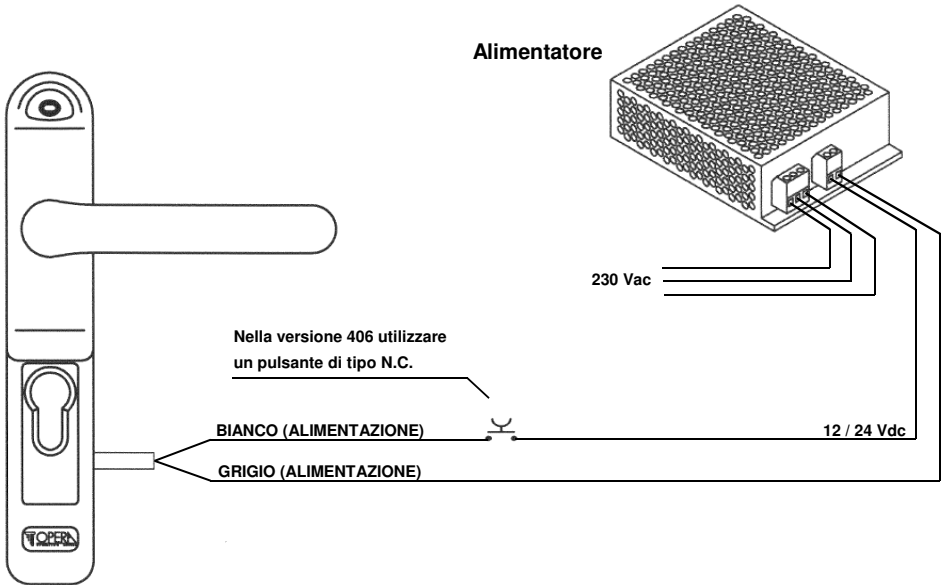 Alimentatore
230 Vac
Nella versione 406 utilizzare
un pulsante di tipo N.C.
BIANCO (ALIMENTAZIONE)
12 / 24 Vdc
GRIGIO (ALIMENTAZIONE)
OPERA